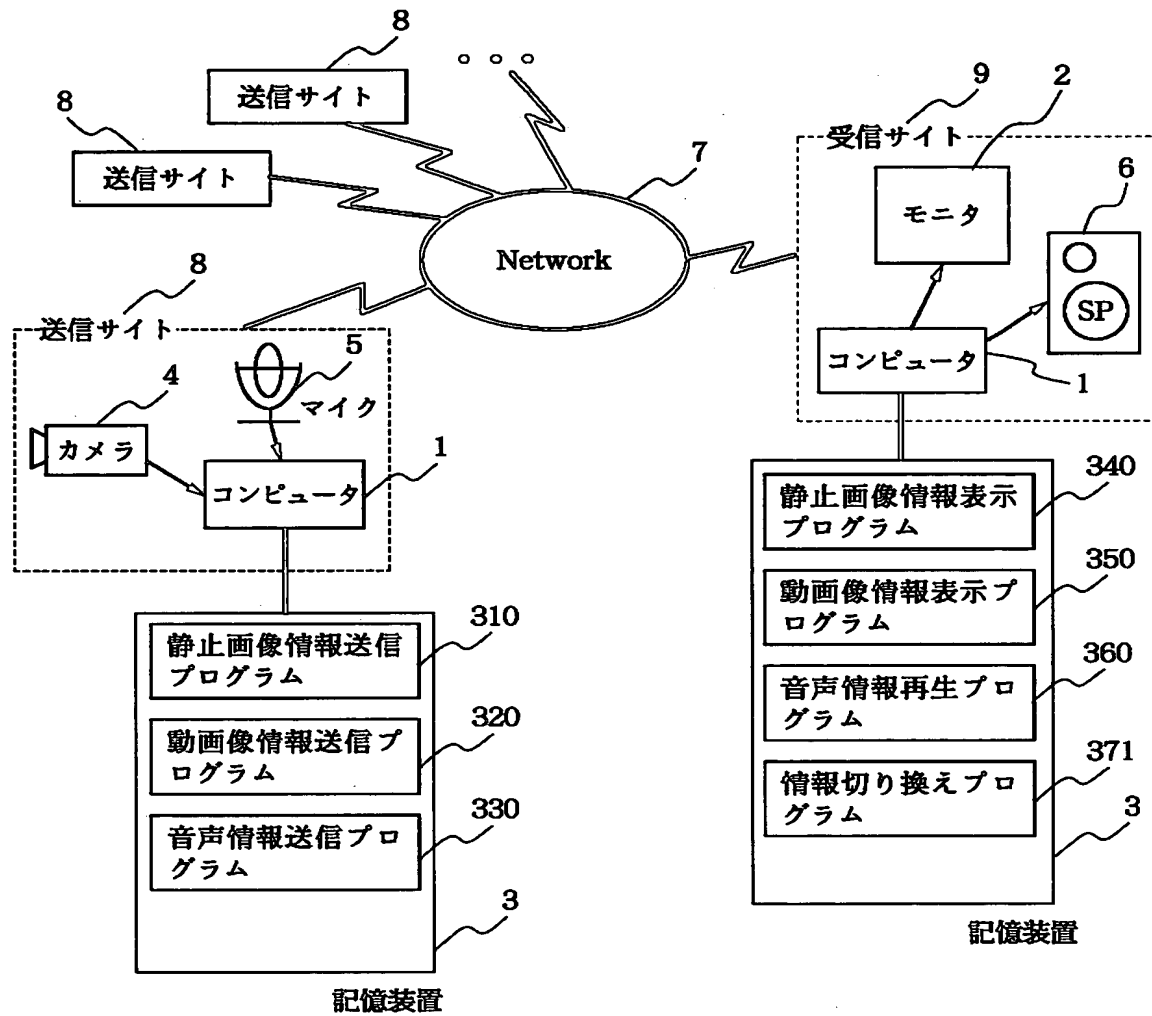 8
送信サイト
8
送信サイト
7
Network
8
送信サイト
4
カメラ
5
マイク
コンピュータ
1
静止画像情報送信
プログラム
310
動画像情報送信プ
ログラム
320
音声情報送信プロ
グラム
330
3
記憶装置
9
受信サイト
2
モニタ
6
SP
コンピュータ
1
静止画像情報表示
プログラム
340
動画像情報表示プ
ログラム
350
音声情報再生プロ
グラム
360
情報切り換えプロ
グラム
371
3
記憶装置